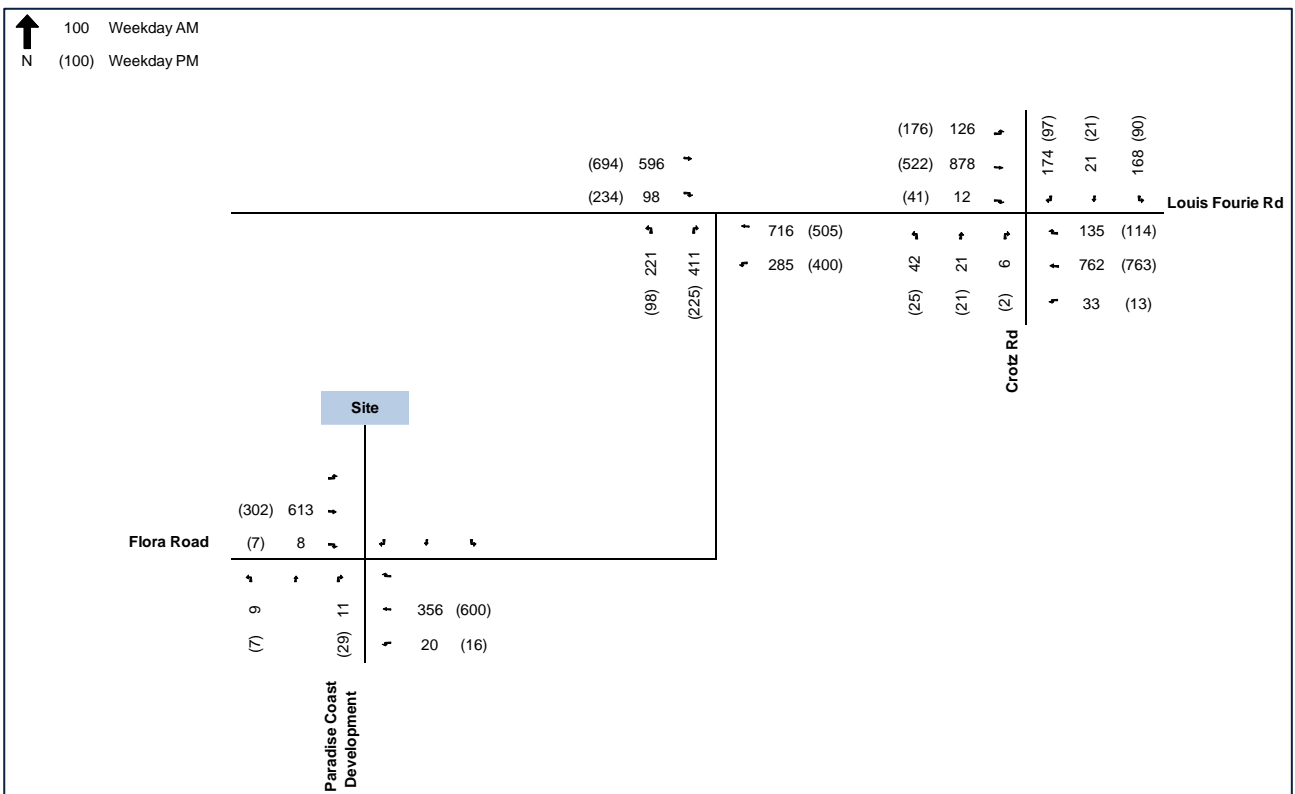 100 Weekday AM
N (100) Weekday PM
(176) 126
(694) 596
(522) 878
(234) 98
(41) 12
174 (97)
21 (21)
168 (90)
Louis Fourie Rd
716 (505)
285 (400)
(98) 221
(225) 411
135 (114)
762 (763)
33 (13)
(25) 42
(21) 21
(2) 6
Crotz Rd
Site
(302) 613
Flora Road (7) 8
356 (600)
20 (16)
(7) 9
(29) 11
Paradise Coast
Development